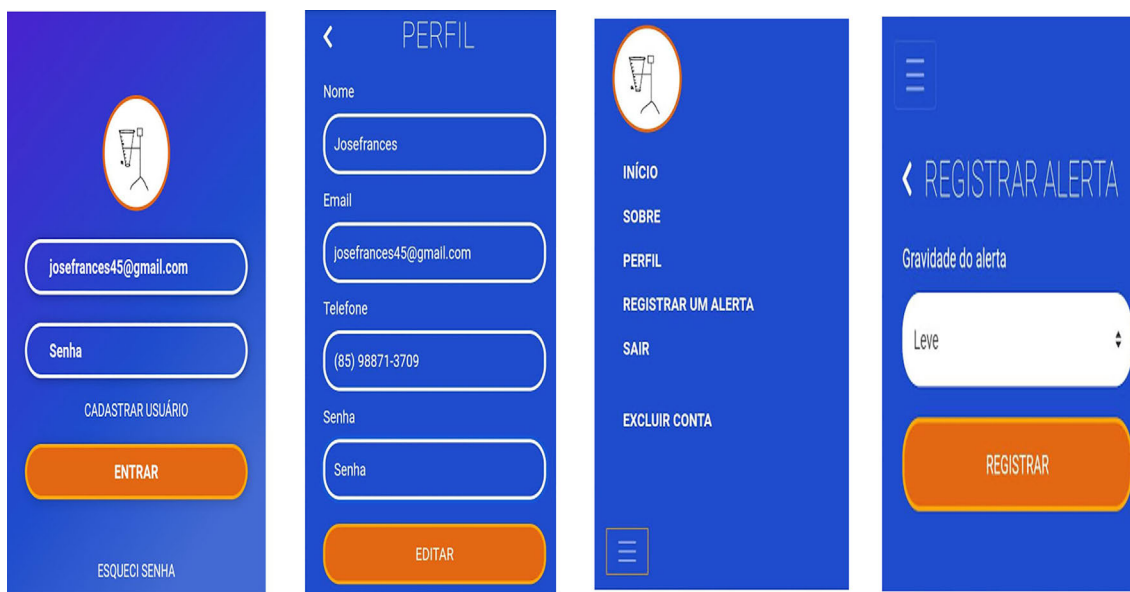 josefrances45@gmail.com
Senha
CADASTRAR USUÁRIO
ENTRAR
ESQUECI SENHA
PERFIL
Nome
Josefrances
Email
josefrances45@gmail.com
Telefone
(85) 98871-3709
Senha
Senha
EDITAR
INÍCIO
SOBRE
PERFIL
REGISTRAR UM ALERTA
SAIR
EXCLUIR CONTA
REGISTRAR ALERTA
Gravidade do alerta
Leve
REGISTRAR